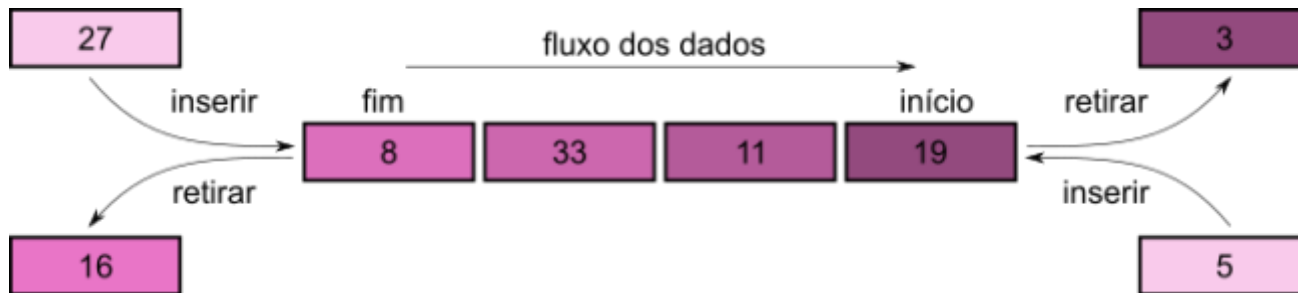 27
fluxo dos dados
3
inserir
fim
início
retirar
8
33
11
19
retirar
inserir
16
5